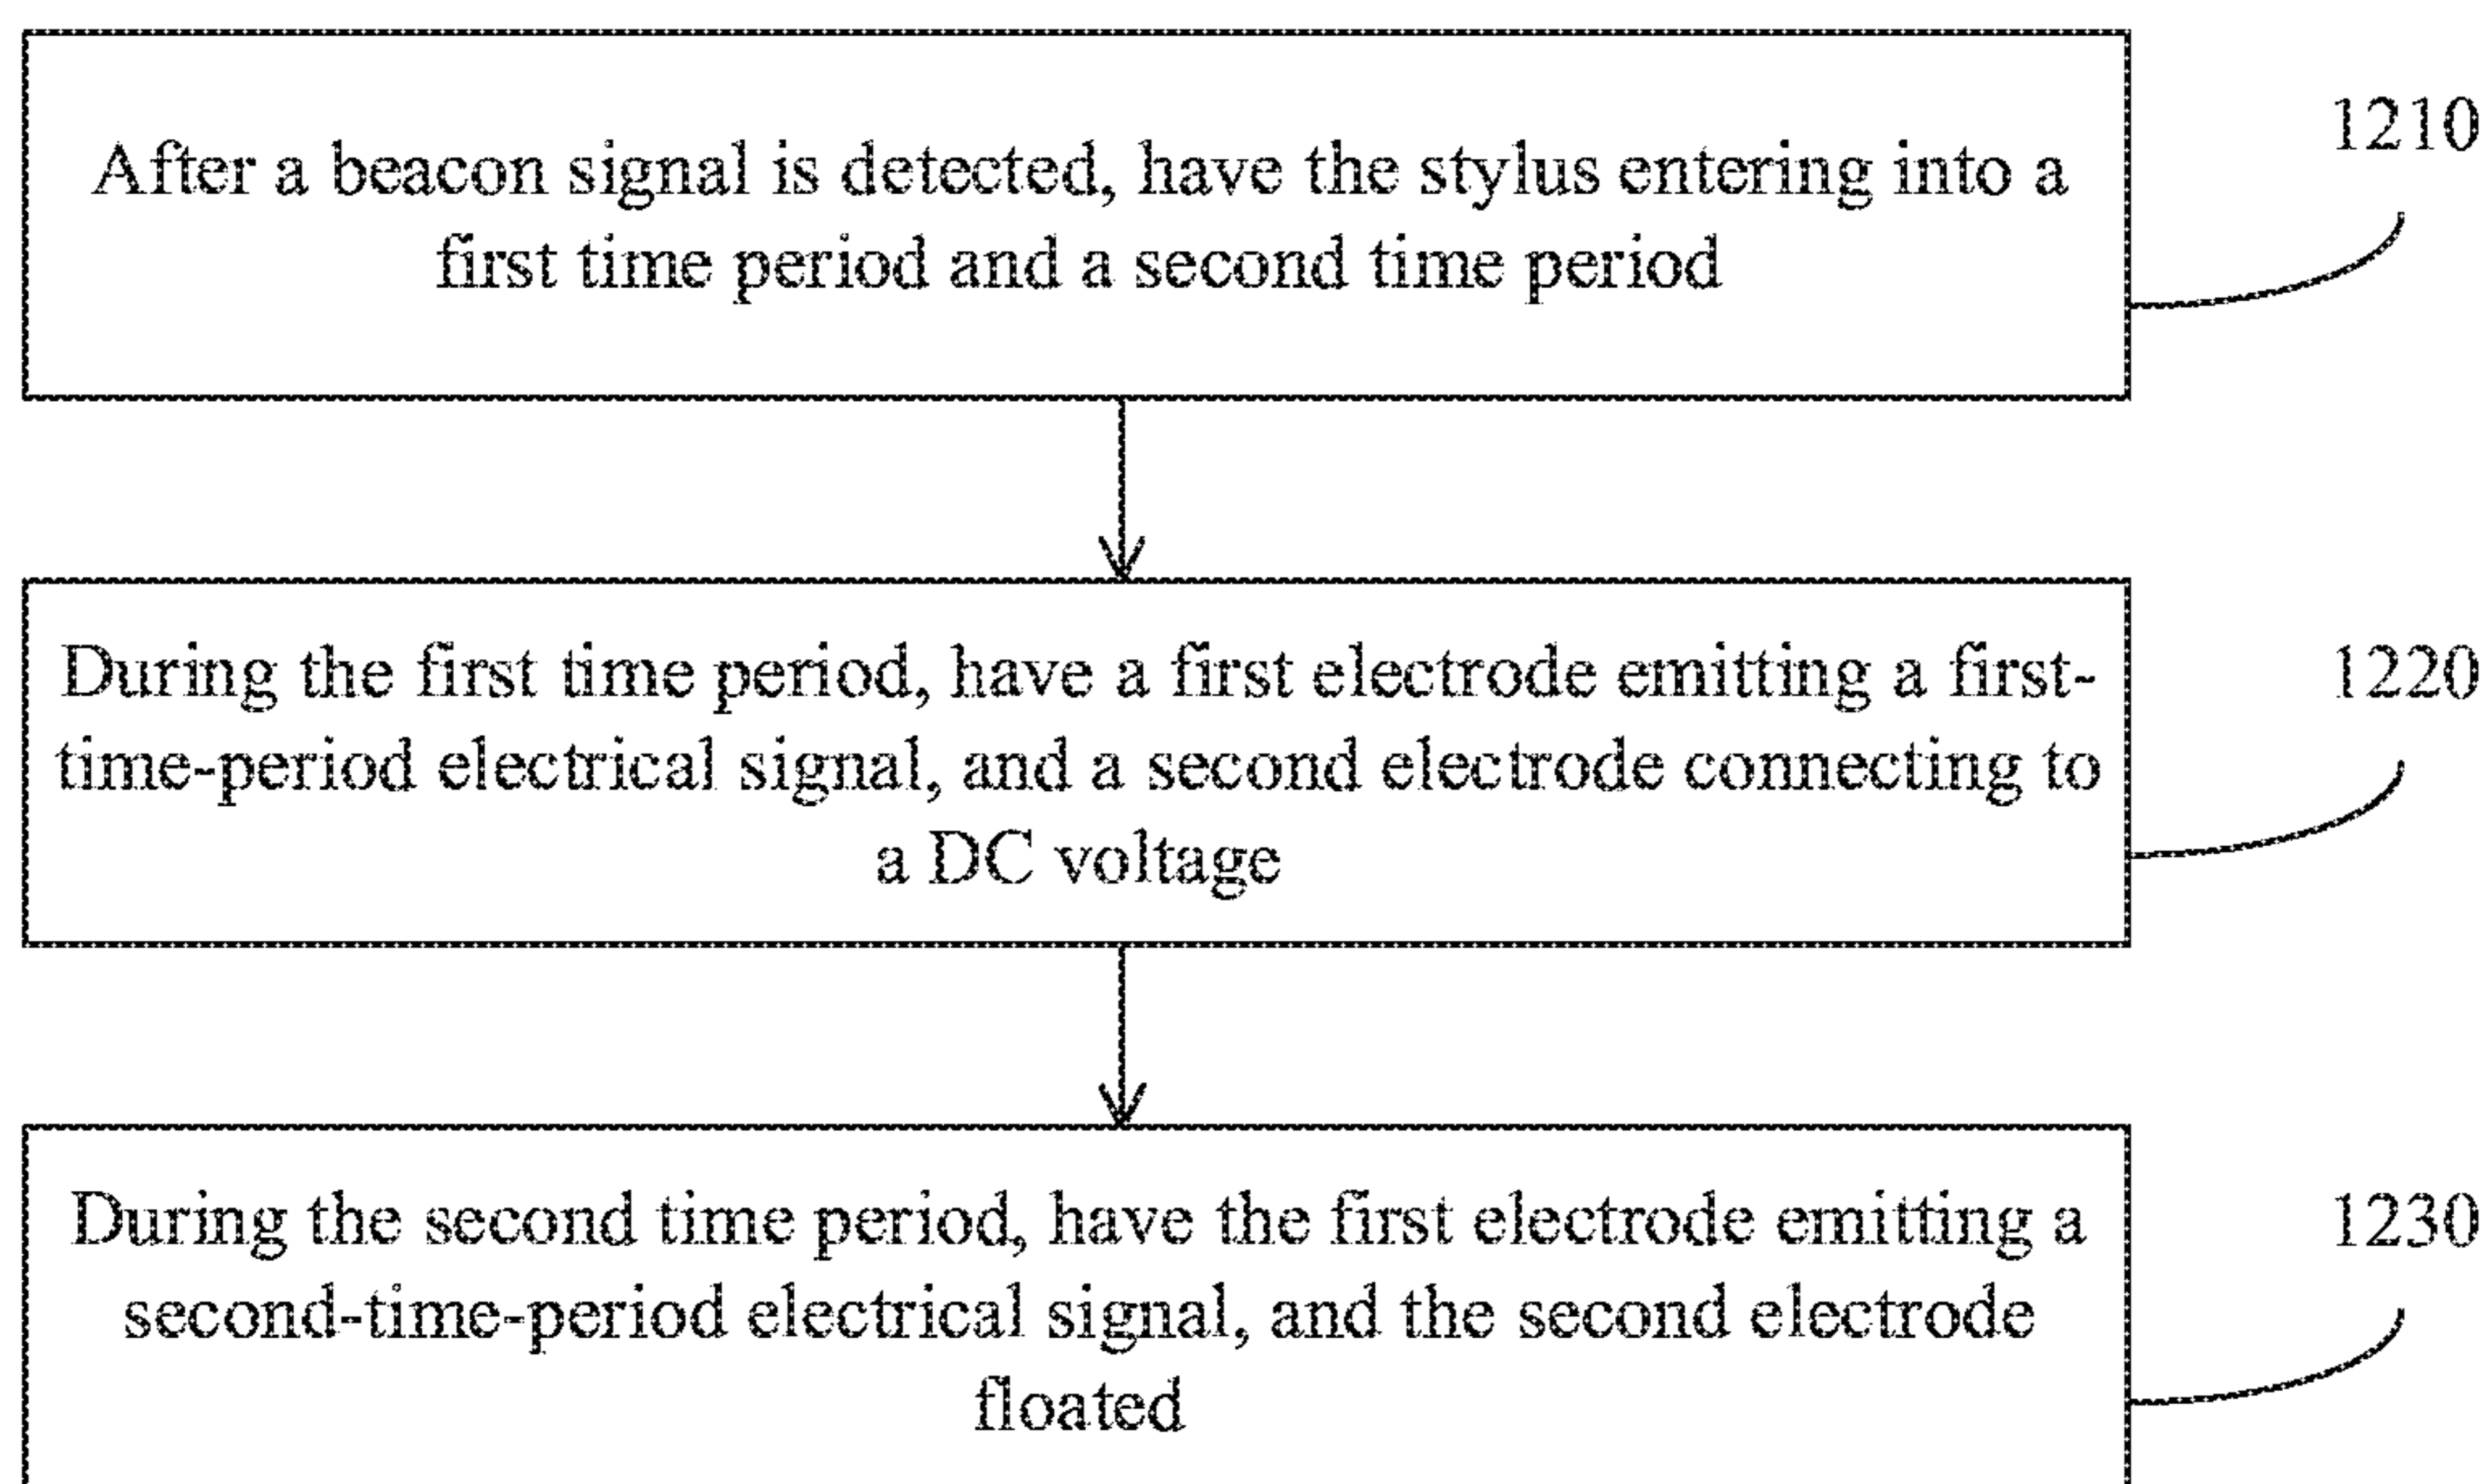 After a beacon signal is detected, have the stylus entering into a
first time period and a second time period
1210
During the first time period, have a first electrode emitting a first-
time-period electrical signal, and a second electrode connecting to
a DC voltage
1220
During the second time period, have the first electrode emitting a
second-time-period electrical signal, and the second electrode
floated
1230